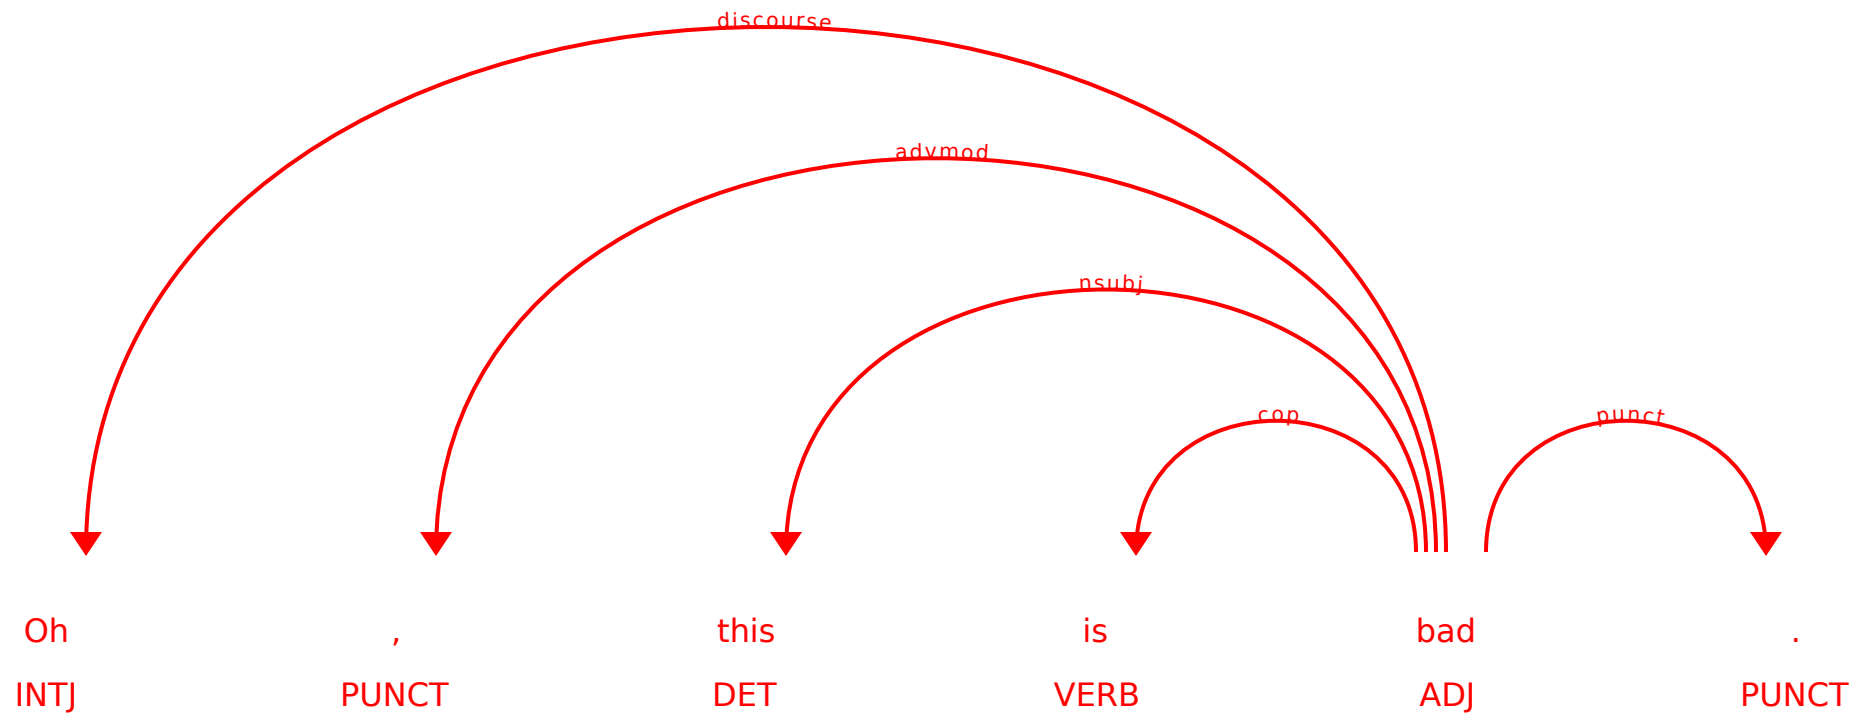 discourse
advmod
nsubj
cop punct
Oh , this is bad .
INTJ PUNCT DET VERB ADJ PUNCT